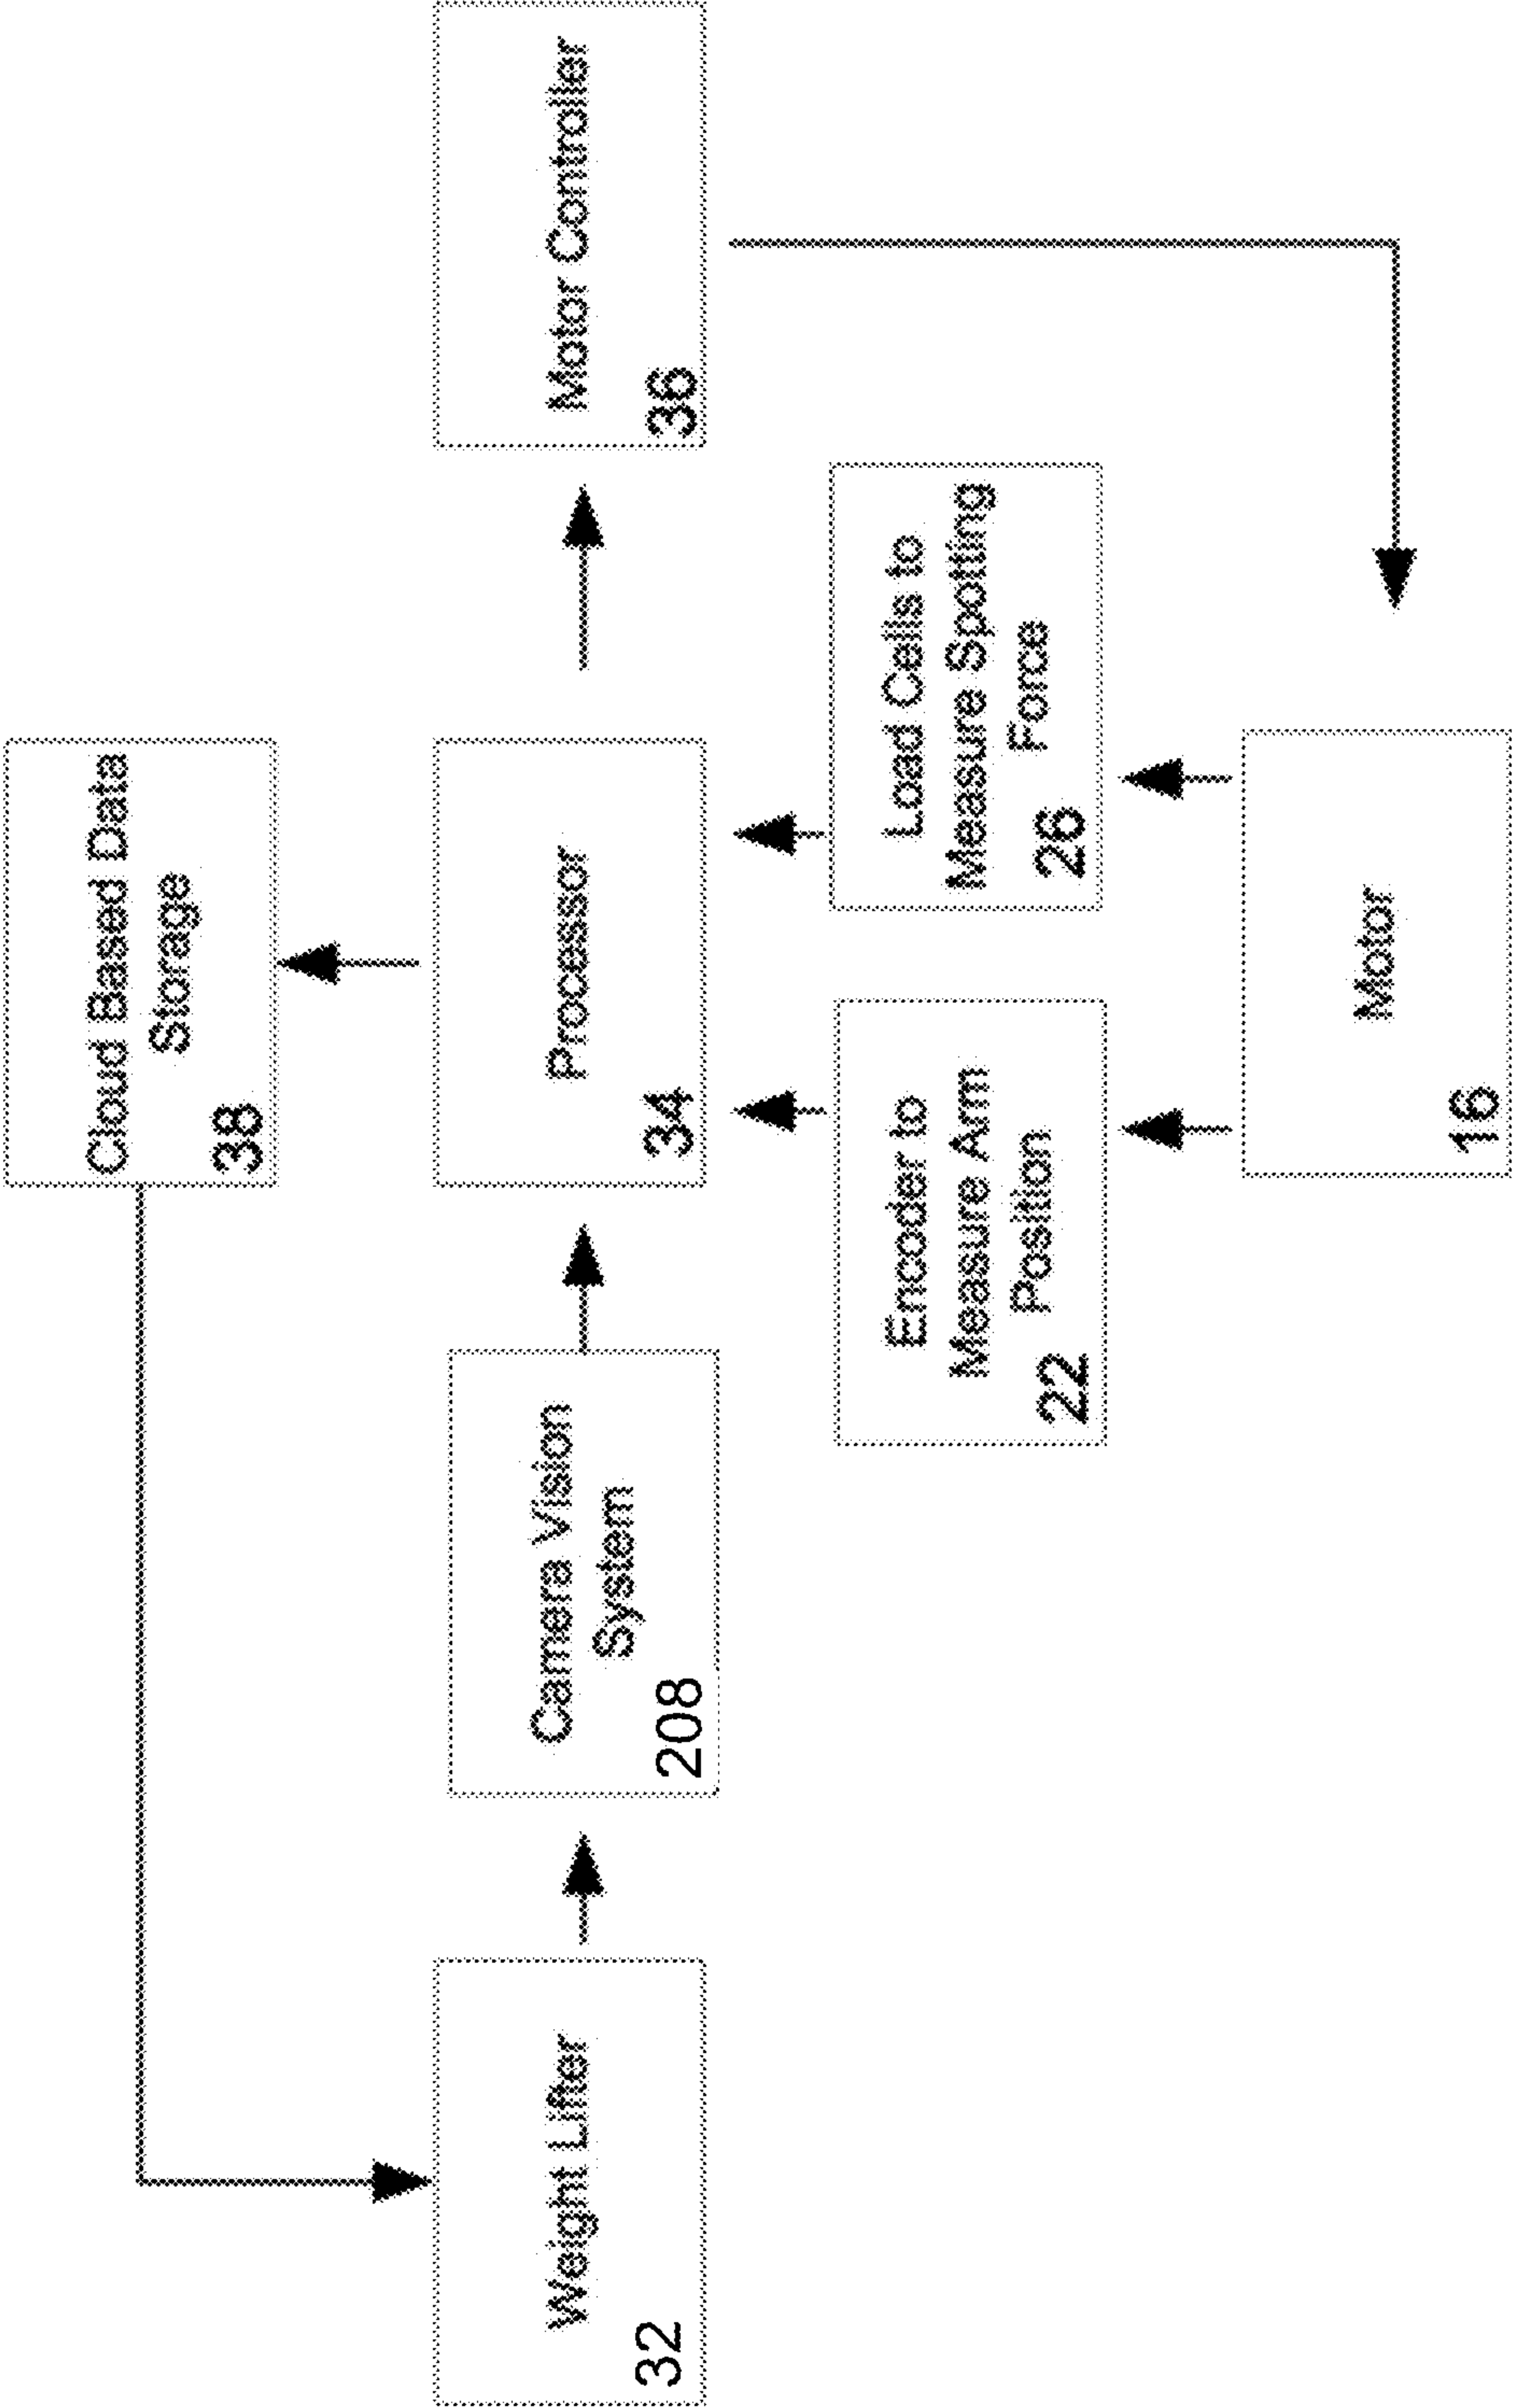 Cloud Based Data
Storage
38
Weight Lifter
32
Camera Vision
System
208
Processor
34
Motor Controller
36
Encoder to
Measure Arm
Position
22
Load Cells to
Measure Spotting
Force
26
Motor
16